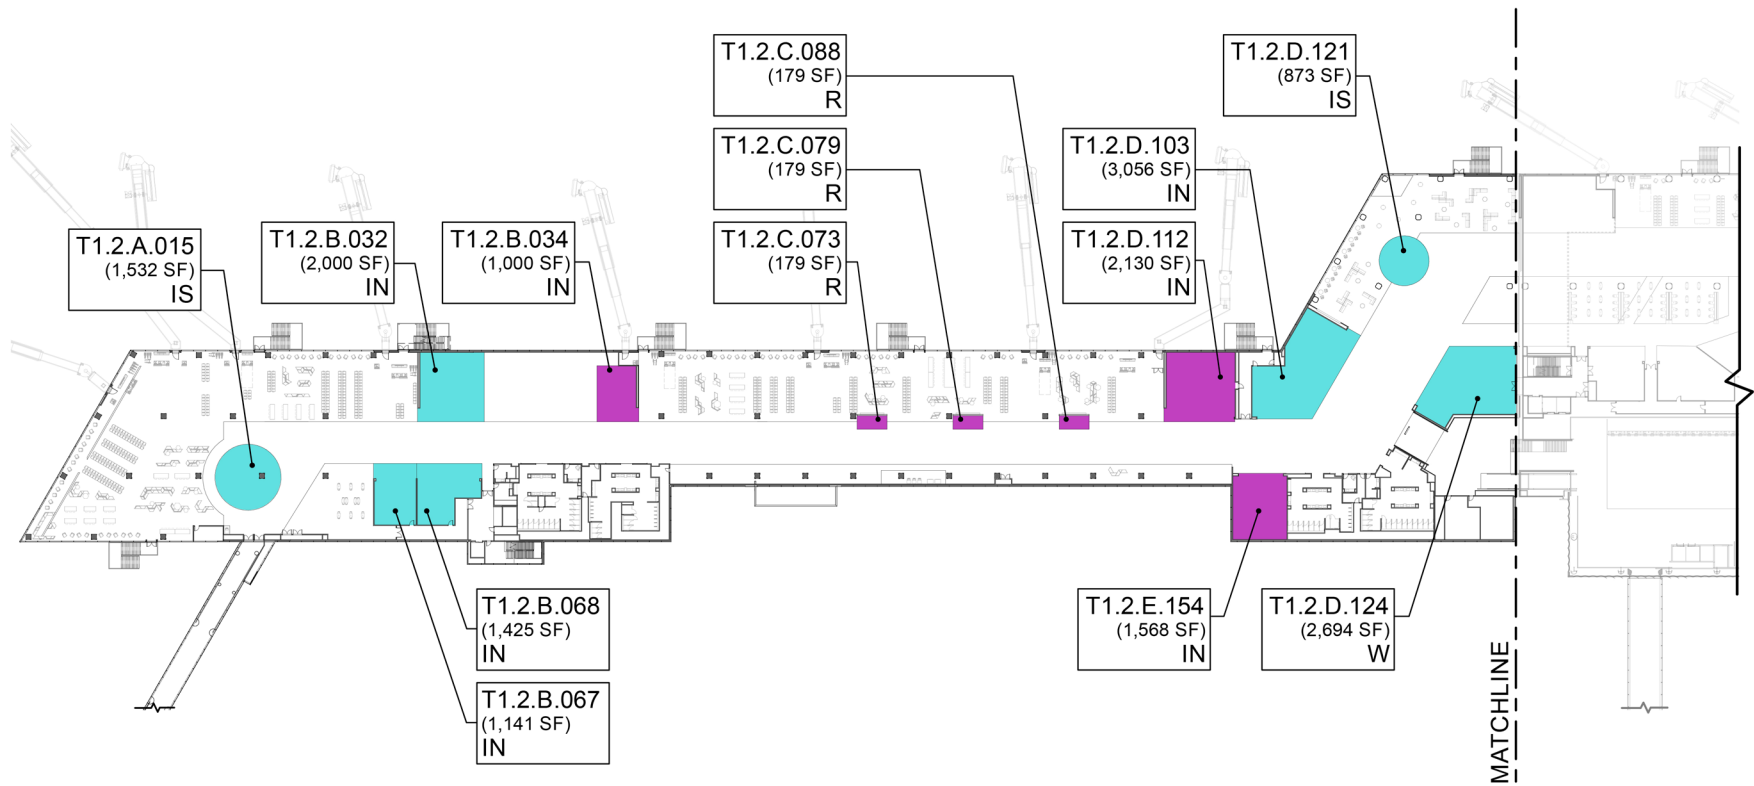 T1.2.C.088
(179 SF)
R
T1.2.D.121
(873 SF)
IS
T1.2.C.079
(179 SF)
R
T1.2.D.103
(3,056 SF)
IN
T1.2.A.015
(1,532 SF)
IS
T1.2.B.032
(2,000 SF)
IN
T1.2.B.034
(1,000 SF)
IN
T1.2.C.073
(179 SF)
R
T1.2.D.112
(2,130 SF)
IN
T1.2.B.068
(1,425 SF)
IN
T1.2.E.154
(1,568 SF)
IN
T1.2.D.124
(2,694 SF)
W
T1.2.B.067
(1,141 SF)
IN
MATCHLINE